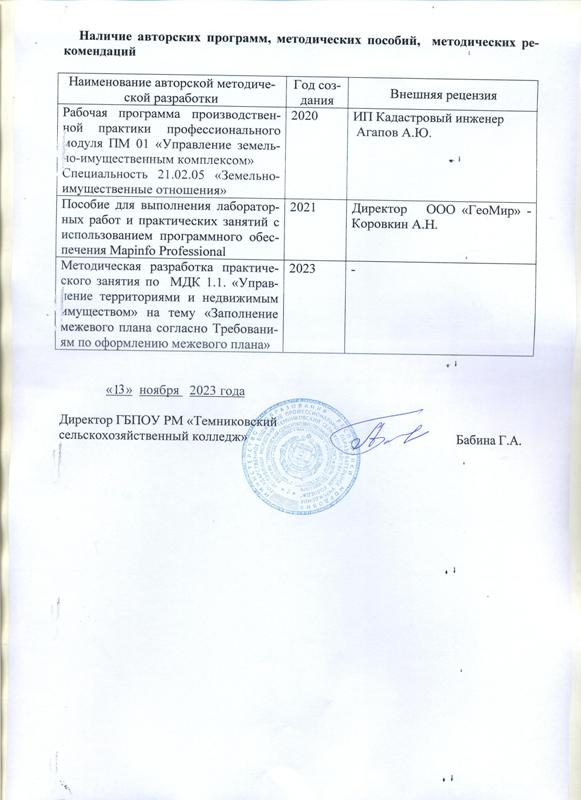 Наличие авторских программ, методических пособий, методических ре-
комендаций
Наименование авторской методиче-
ской разработки
Год соз-
дания
Внешняя рецензия
Рабочая программа производствен-
ной практики профессионального
модуля ПМ 01 «Управление земель-
но-имущественным комплексом»
Специальность 21.02.05 «Земельно-
имущественные отношения»
2020
ИП Кадастровый инженер
Агапов А.Ю.
Пособие для выполнения лаборатор-
ных работ и практических занятий с
использованием программного обес-
печения Mapinfo Professional
2021
Директор ООО «ГеоМир» -
Коровкин А.Н.
Методическая разработка практиче-
ского занятия по МДК 1.1. «Управ-
ление территориями и недвижимым
имуществом» на тему «Заполнение
межевого плана согласно Требовани-
ям по оформлению межевого плана»
2023
-
«13» ноября 2023 года
Директор ГБПОУ РМ «Темниковский
сельскохозяйственный колледж»
Бабина Г.А.